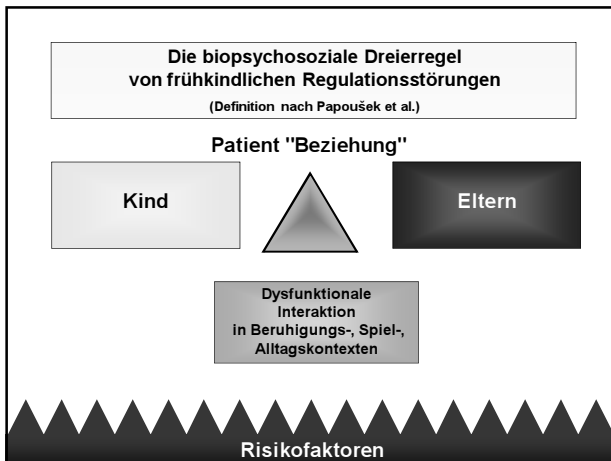 Die biopsychosoziale Dreierregel
von frühkindlichen Regulationsstörungen
(Definition nach Papoušek et al.)
Patient "Beziehung"
Kind
Eltern
Dysfunktionale
Interaktion
in Beruhigungs-, Spiel-,
Alltagskontexten
Risikofaktoren